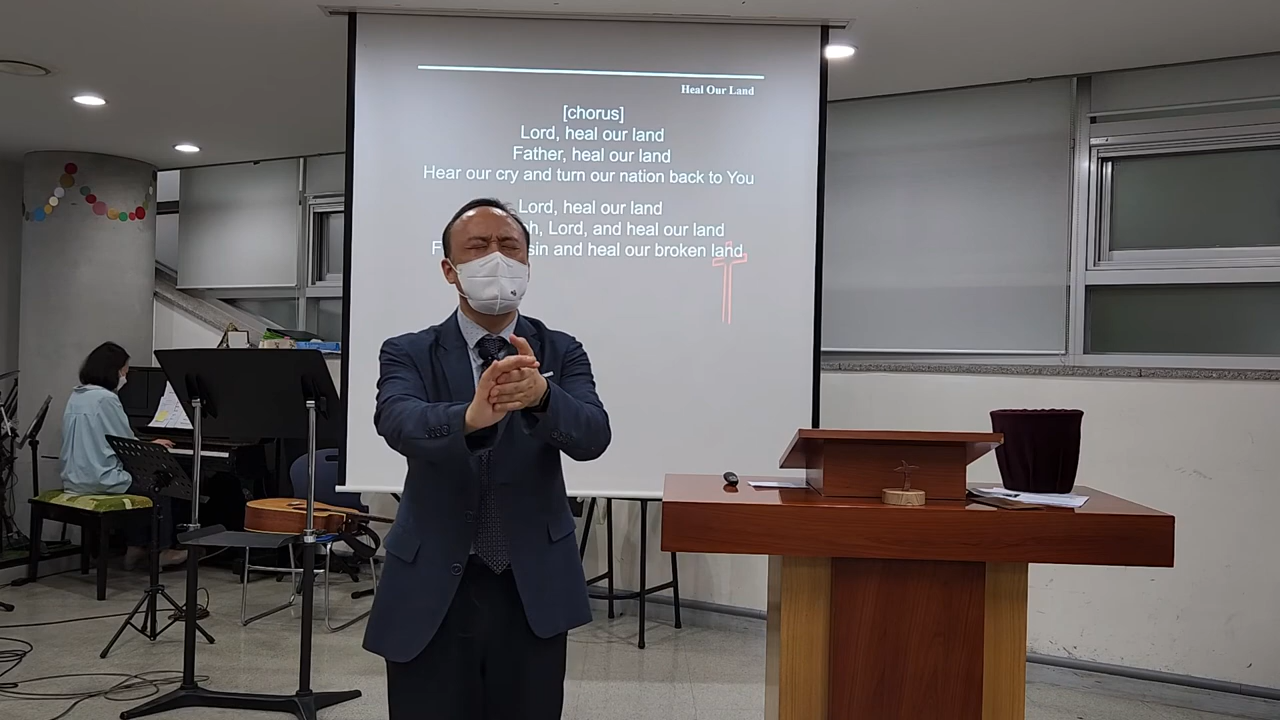 Heal Our Land
[chorus]
Lord, heal our land
Father, heal our land
Hear our cry and turn our nation back to You
Lord, heal our land
Lord, and heal our land
sin and heal our broken land